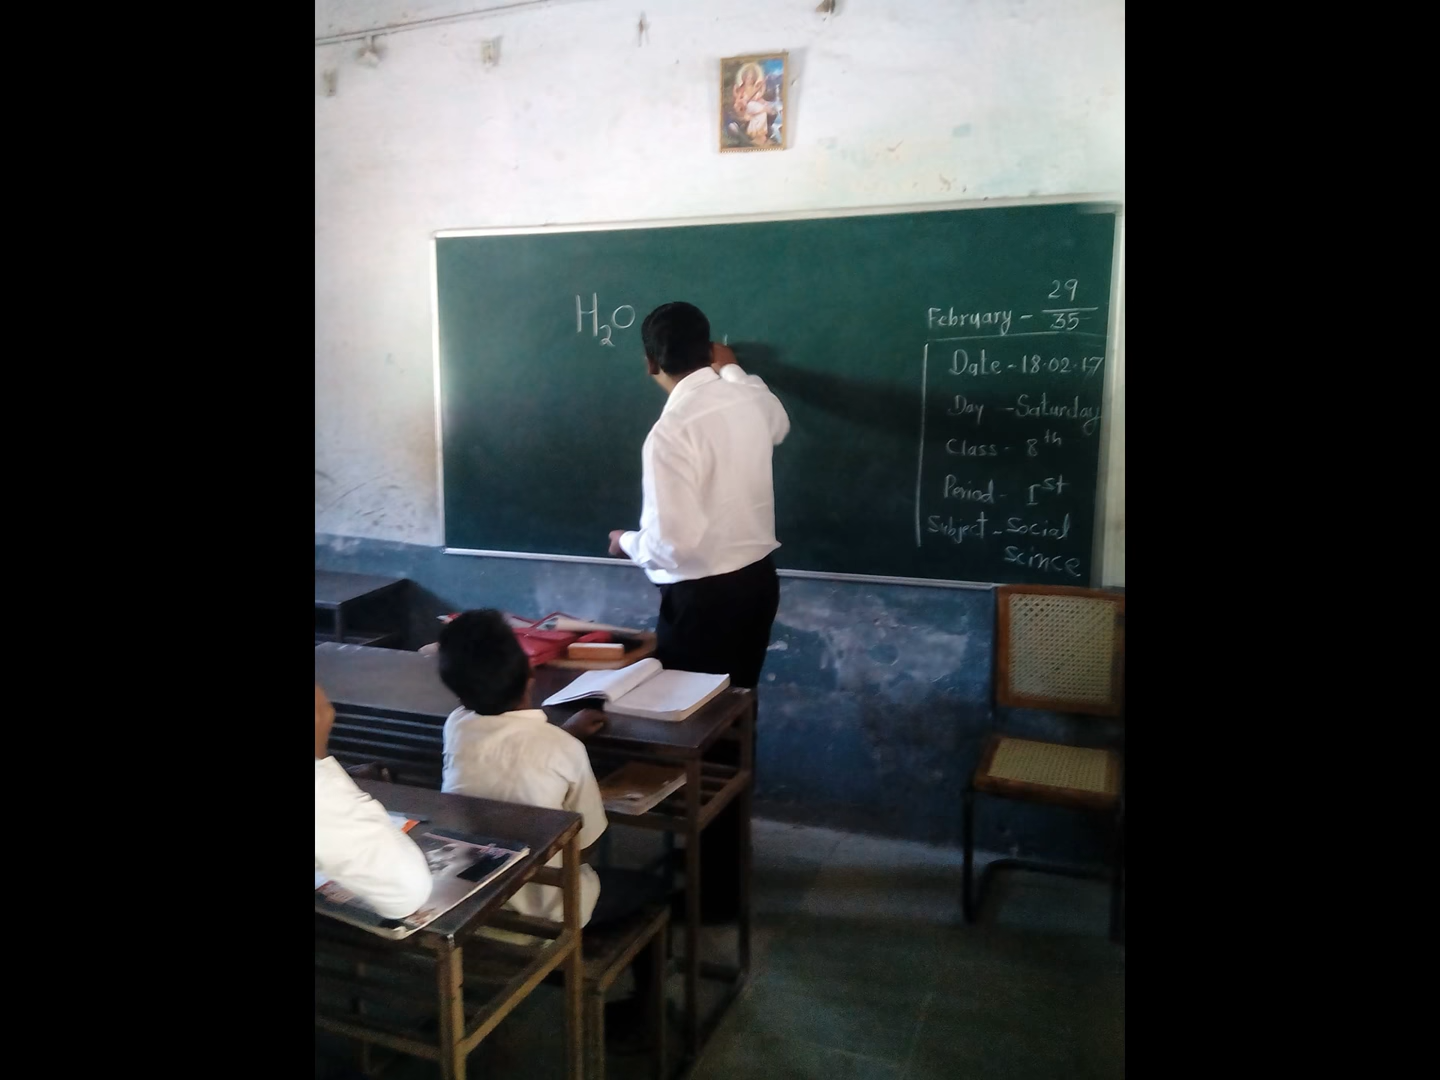 H₂O
29
February - 35
Date - 18.02.17
Day - Saturday
Class - 8th
Period - Ist
Subject - Social
Scince